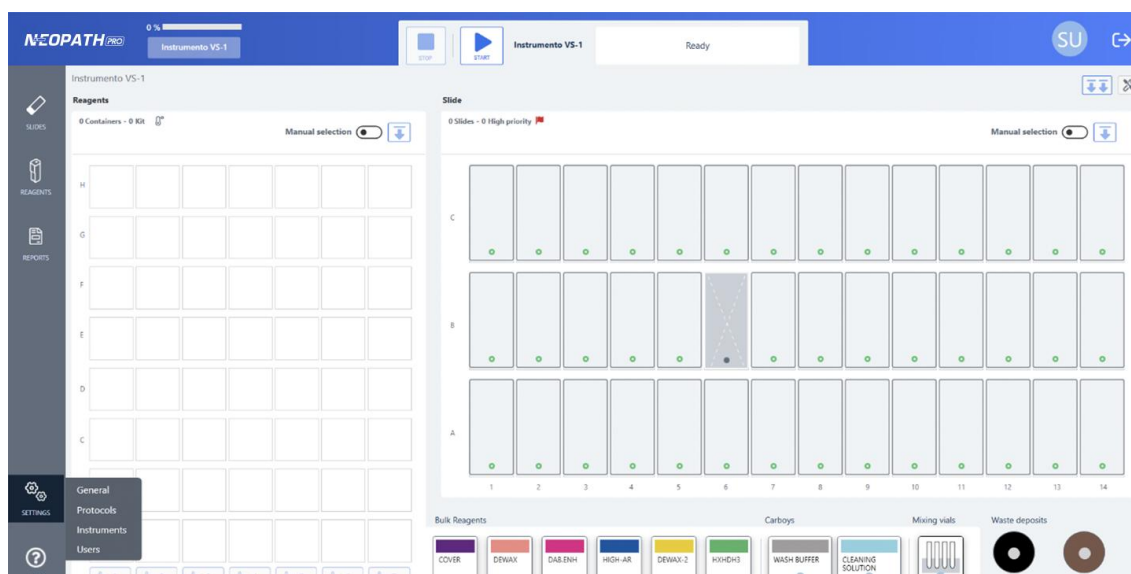 NEOPATH PRO
0 %
Instrumento VS-1
STOP
START
Instrumento VS-1
Ready
SU
Instrumento VS-1
Reagents
0 Containers - 0 Kit
Manual selection
Slide
0 Slides - 0 High priority
Manual selection
SLIDES
REAGENTS
REPORTS
SETTINGS
General
Protocols
Instruments
Users
H
G
F
E
D
C
C
B
A
1 2 3 4 5 6 7 8 9 10 11 12 13 14
Bulk Reagents
Carboys
Mixing vials
Waste deposits
COVER
DEWAX
DAB.ENH
HIGH-AR
DEWAX-2
HXHDH3
WASH BUFFER
CLEANING
SOLUTION